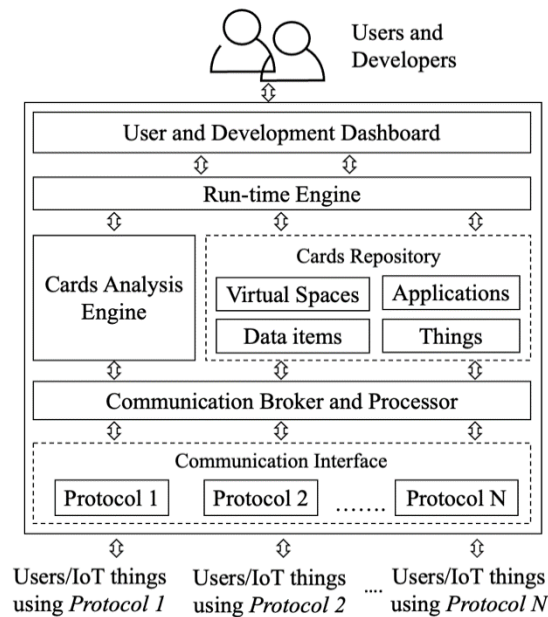 Users and
Developers
User and Development Dashboard
Run-time Engine
Cards Analysis
Engine
Cards Repository
Virtual Spaces
Applications
Data items
Things
Communication Broker and Processor
Communication Interface
Protocol 1
Protocol 2
........
Protocol N
Users/IoT things
using Protocol 1
Users/IoT things
using Protocol 2
....
Users/IoT things
using Protocol N